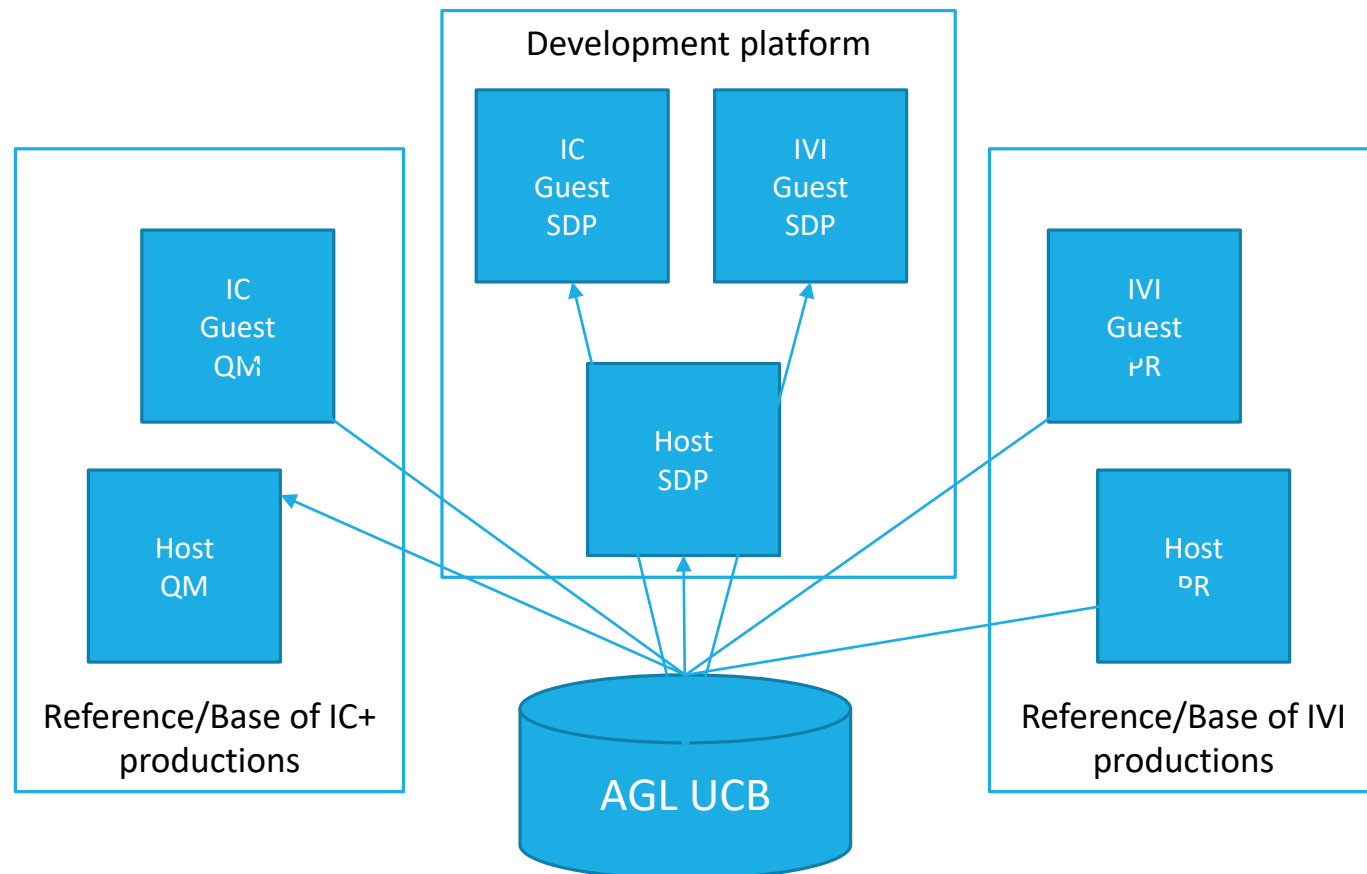 Development platform
IC
Guest
SDP
IVI
Guest
SDP
Host
SDP
IC
Guest
QM
Host
QM
Reference/Base of IC+
productions
IVI
Guest
PR
Host
PR
Reference/Base of IVI
productions
AGL UCB